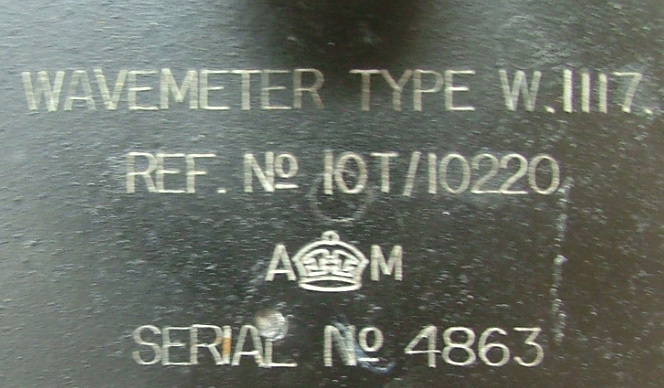 WAVEMETER TYPE W.1117.
REF. Nº 10T/10220
A M
SERIAL Nº 4863